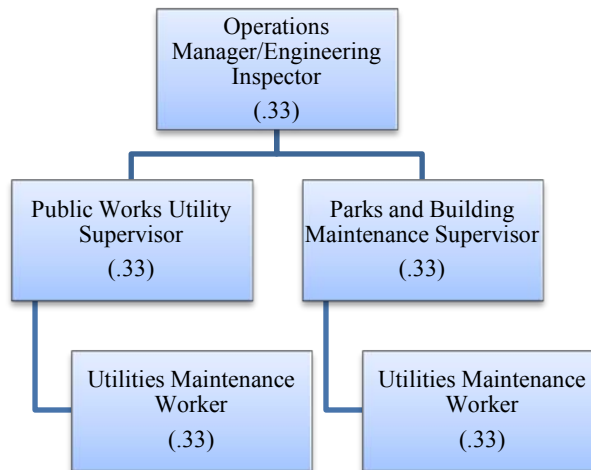 Operations
Manager/Engineering
Inspector
(.33)
Public Works Utility
Supervisor
(.33)
Parks and Building
Maintenance Supervisor
(.33)
Utilities Maintenance
Worker
(.33)
Utilities Maintenance
Worker
(.33)